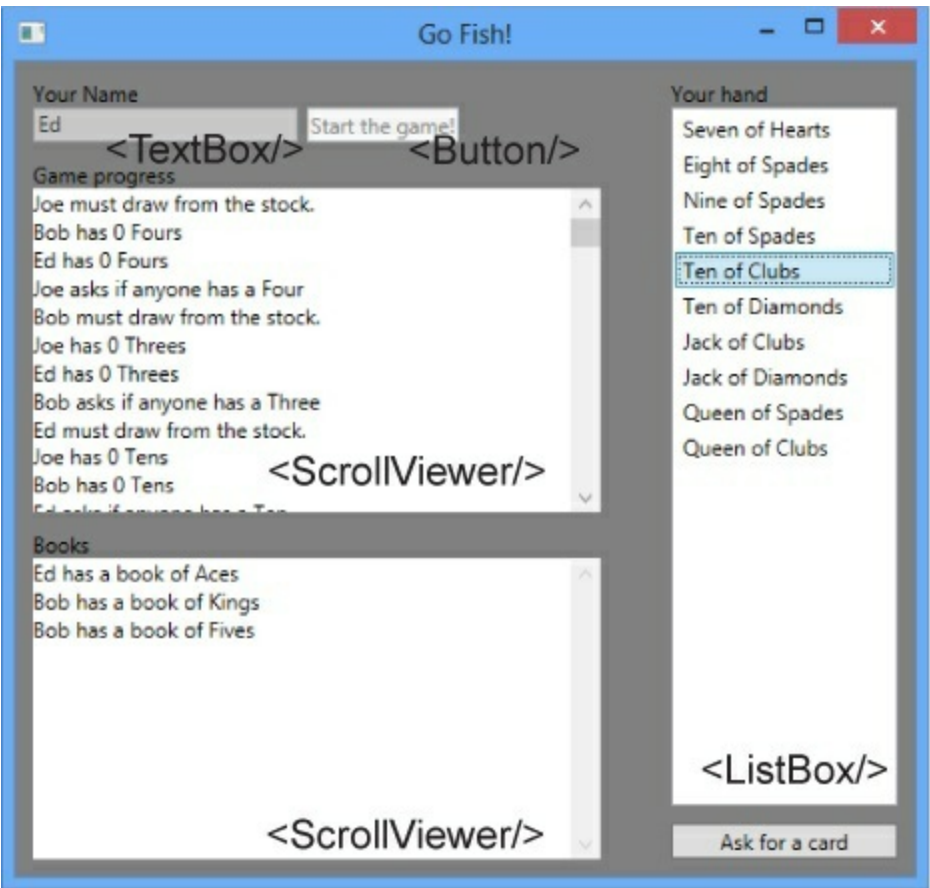 Go Fish!
Your Name
Ed
Start the game!
<TextBox/>
<Button/>
Game progress
Joe must draw from the stock.
Bob has 0 Fours
Ed has 0 Fours
Joe asks if anyone has a Four
Bob must draw from the stock.
Joe has 0 Threes
Ed has 0 Threes
Bob asks if anyone has a Three
Ed must draw from the stock.
Joe has 0 Tens
Bob has 0 Tens
Ed asks if anyone has a Ten
<ScrollViewer/>
Books
Ed has a book of Aces
Bob has a book of Kings
Bob has a book of Fives
<ScrollViewer/>
Your hand
Seven of Hearts
Eight of Spades
Nine of Spades
Ten of Spades
Ten of Clubs
Ten of Diamonds
Jack of Clubs
Jack of Diamonds
Queen of Spades
Queen of Clubs
<ListBox/>
Ask for a card